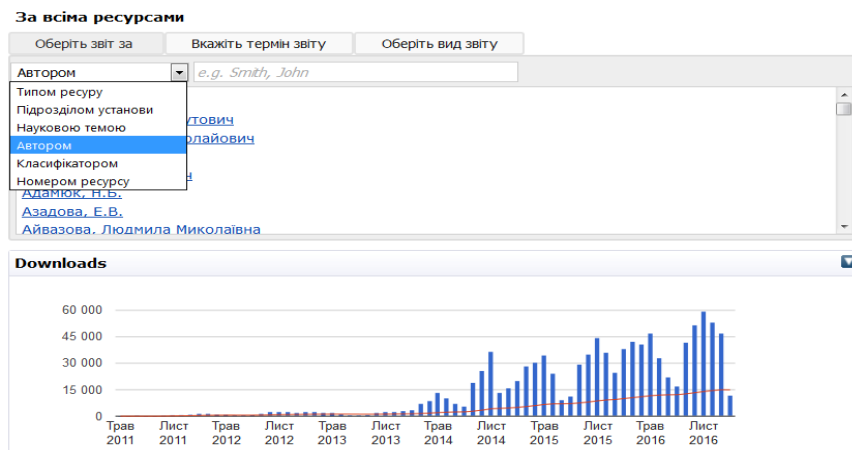 За всіма ресурсами
Оберіть звіт за Вкажіть термін звіту Оберіть вид звіту
Автором e.g. Smith, John
Типом ресуру
Підрозділом установи
Науковою темою
Автором
Класифікатором
Номером ресурсу
Адамюк, Н.Б.
Азадова, Е.В.
Айвазова, Людмила Миколаївна
Downloads
60 000
45 000
30 000
15 000
0
Трав Лист Трав Лист Трав Лист Трав Лист Трав Лист Трав Лист
2011 2011 2012 2012 2013 2013 2014 2014 2015 2015 2016 2016